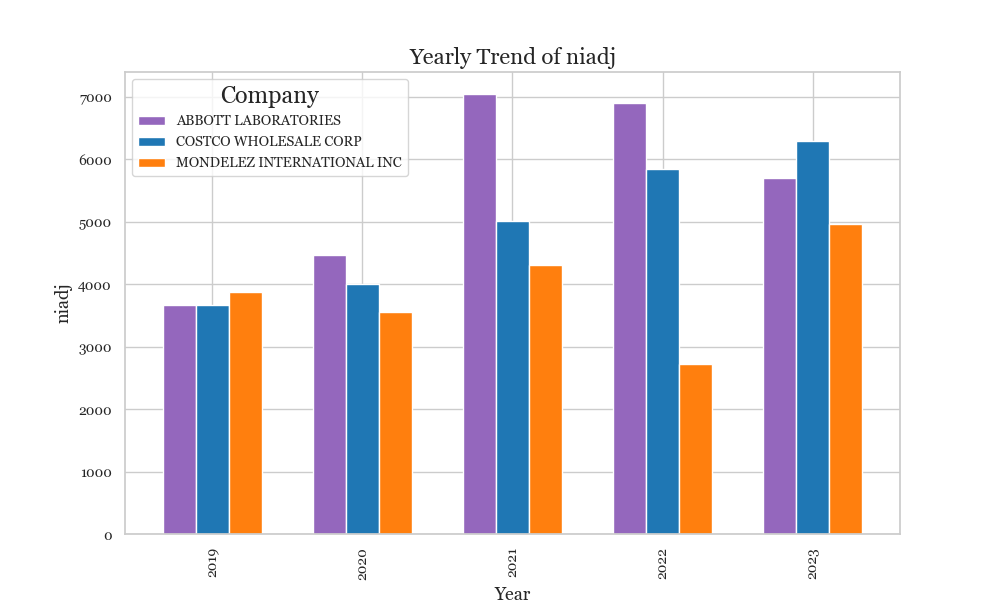 Yearly Trend of niadj
Company
ABBOTT LABORATORIES
COSTCO WHOLESALE CORP
MONDELEZ INTERNATIONAL INC
7000
6000
5000
4000
3000
2000
1000
0
niadj
2019
2020
2021
2022
2023
Year